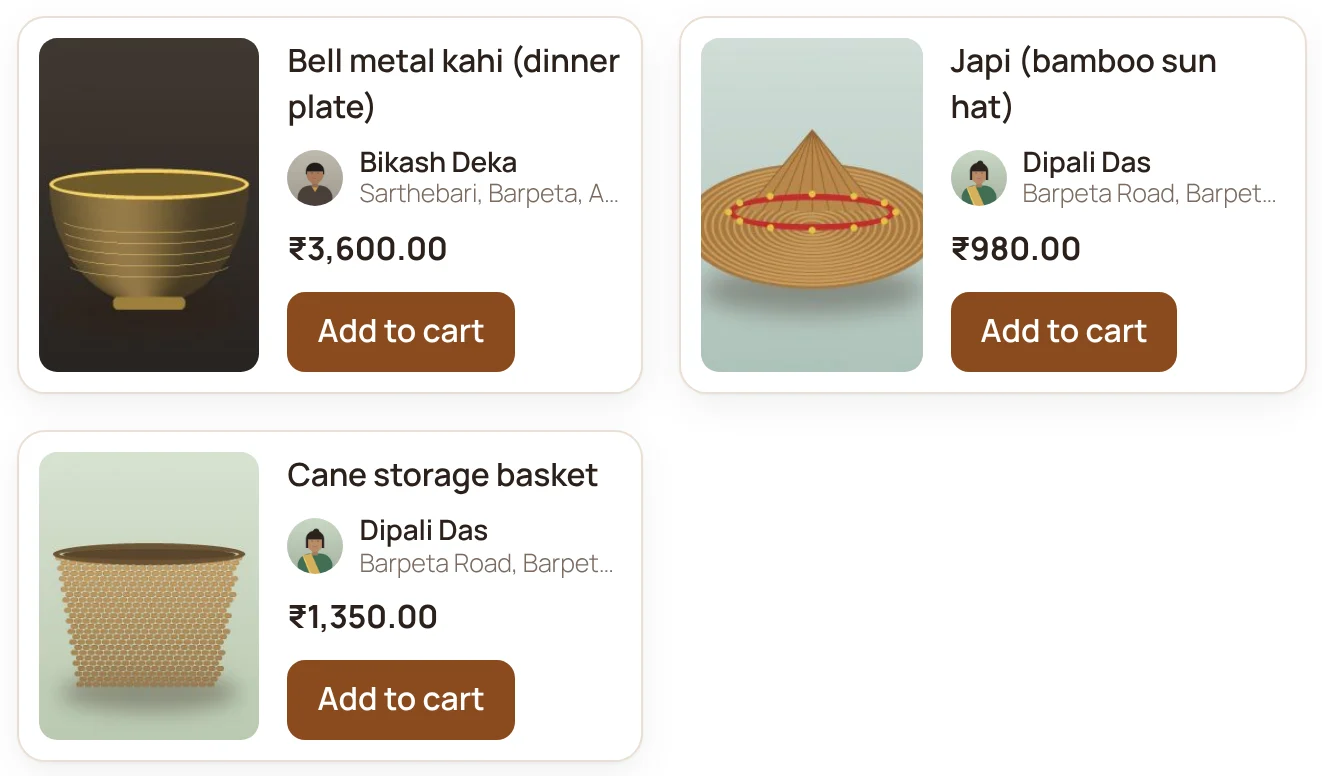 Bell metal kahi (dinner
plate)
Bikash Deka
Sarthebari, Barpeta, A...
₹3,600.00
Add to cart
Japi (bamboo sun
hat)
Dipali Das
Barpeta Road, Barpet...
₹980.00
Add to cart
Cane storage basket
Dipali Das
Barpeta Road, Barpet...
₹1,350.00
Add to cart